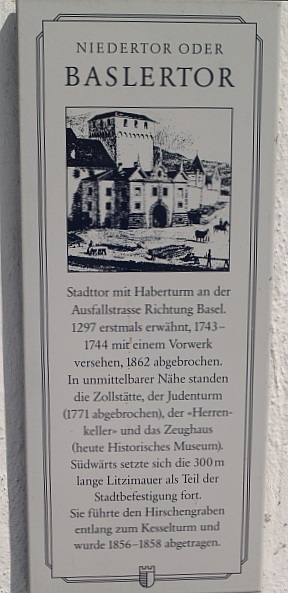 NIEDERTOR ODER
BASLERTOR
Stadttor mit Haberturm an der
Ausfallstrasse Richtung Basel.
1297 erstmals erwähnt, 1743–
1744 mit einem Vorwerk
versehen, 1862 abgebrochen.
In unmittelbarer Nähe standen
die Zollstätte, der Judenturm
(1771 abgebrochen), der «Herren-
keller» und das Zeughaus
(heute Historisches Museum).
Südwärts setzte sich die 300 m
lange Litzimauer als Teil der
Stadtbefestigung fort.
Sie führte den Hirschengraben
entlang zum Kesselturm und
wurde 1856–1858 abgetragen.